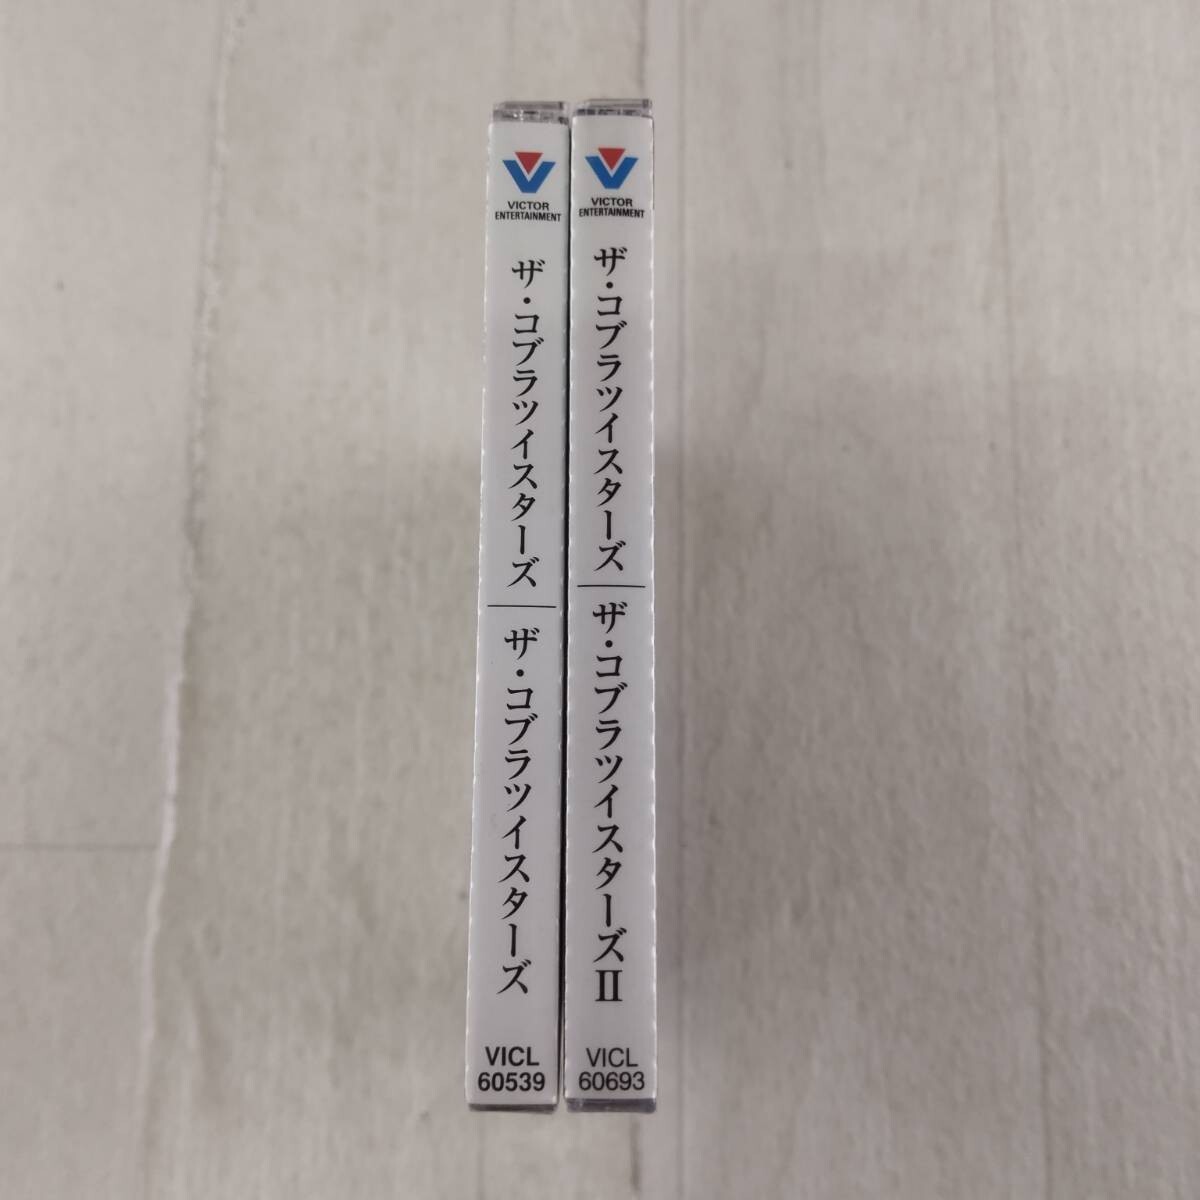 VICTOR
ENTERTAINMENT
ザ・コブラツイスターズ
ザ・コブラツイスターズ
VICL
60539
VICTOR
ENTERTAINMENT
ザ・コブラツイスターズ
ザ・コブラツイスターズII
VICL
60693